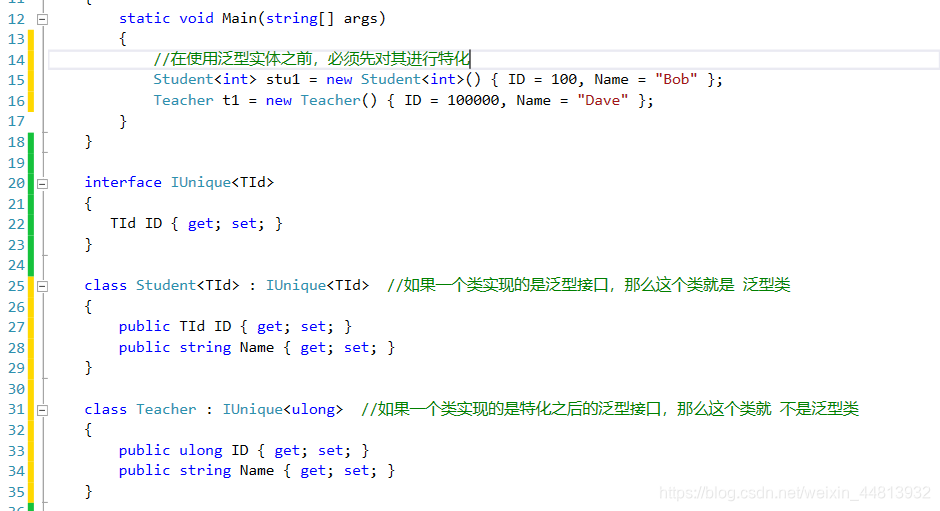 11 {
12 static void Main(string[] args)
13 {
14 //在使用泛型实体之前，必须先对其进行特化
15 Student<int> stu1 = new Student<int>() { ID = 100, Name = "Bob" };
16 Teacher t1 = new Teacher() { ID = 100000, Name = "Dave" };
17 }
18 }
19
20 interface IUnique<TId>
21 {
22 TId ID { get; set; }
23 }
24
25 class Student<TId> : IUnique<TId> //如果一个类实现的是泛型接口，那么这个类就是 泛型类
26 {
27 public TId ID { get; set; }
28 public string Name { get; set; }
29 }
30
31 class Teacher : IUnique<ulong> //如果一个类实现的是特化之后的泛型接口，那么这个类就 不是泛型类
32 {
33 public ulong ID { get; set; }
34 public string Name { get; set; }
35 }
36
https://blog.csdn.net/weixin_44813932